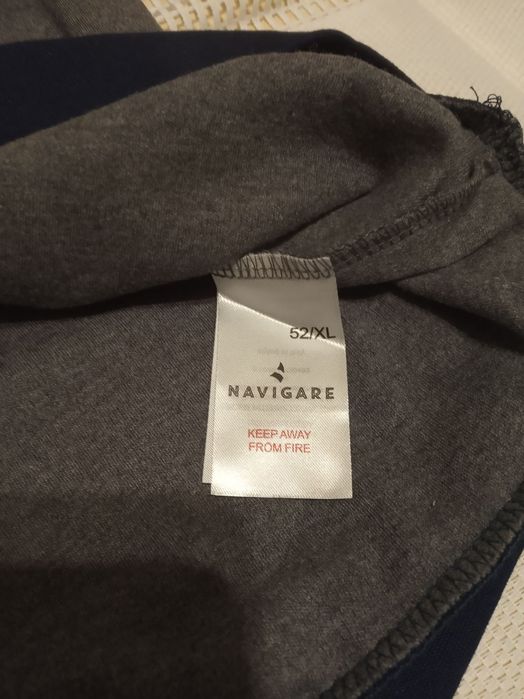 52/XL
NAVIGARE
KEEP AWAY
FROM FIRE